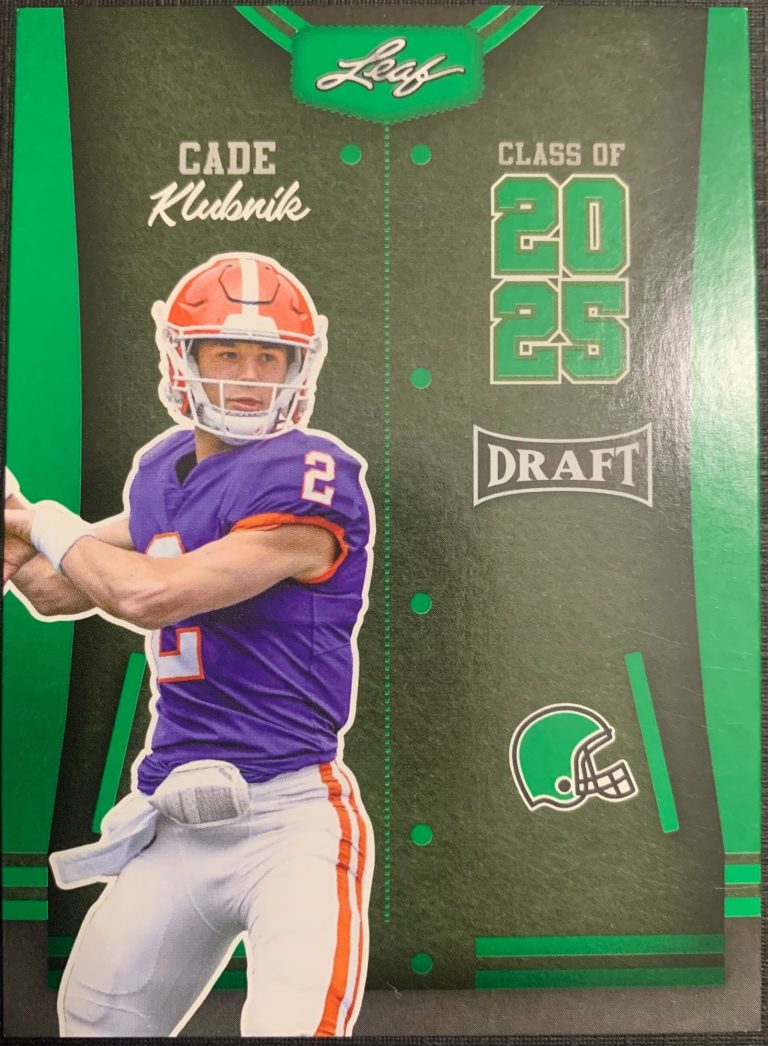 Leaf
CADE
Klubnik
CLASS OF
20
25
DRAFT
2
2